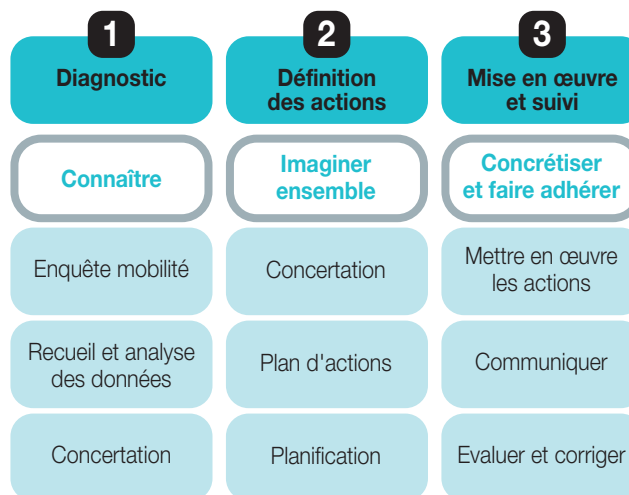 1
Diagnostic
Connaître
Enquête mobilité
Recueil et analyse
des données
Concertation
2
Définition
des actions
Imaginer
ensemble
Concertation
Plan d'actions
Planification
3
Mise en œuvre
et suivi
Concrétiser
et faire adhérer
Mettre en œuvre
les actions
Communiquer
Evaluer et corriger